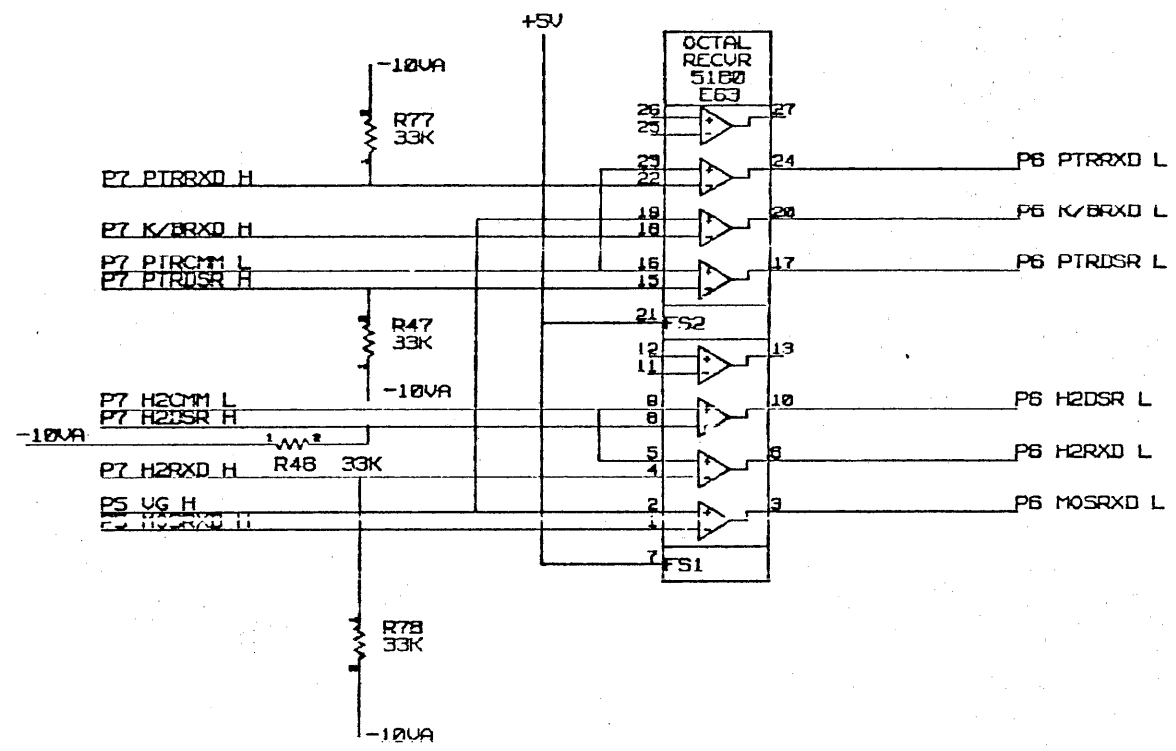 +5V
OCTAL
RECVR
5180
E63
-10VA
R77
33K
26
25
27
P7 PTRRXD H
23
22
24
P6 PTRRXD L
P7 K/BRXD H
19
18
20
P6 K/BRXD L
P7 PTRCMM L
P7 PTRDSR H
16
15
17
P6 PTRDSR L
R47
33K
21
FS2
-10VA
12
11
13
P7 H2CMM L
P7 H2DSR H
9
8
10
P6 H2DSR L
-10VA
1
2
R48 33K
P7 H2RXD H
5
4
6
P6 H2RXD L
P5 VG H
2
1
3
P6 MOSRXD L
7
FS1
R78
33K
-10VA